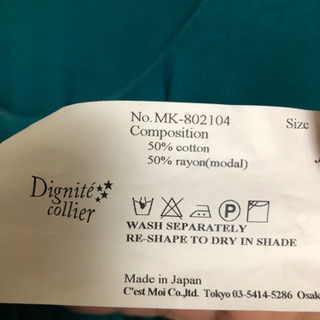 No.MK-802104 Size
Composition
50% cotton
50% rayon(modal)
Dignité
collier
P
WASH SEPARATELY
RE-SHAPE TO DRY IN SHADE
Made in Japan
C'est Moi Co.,ltd. Tokyo 03-5414-5286 Osak